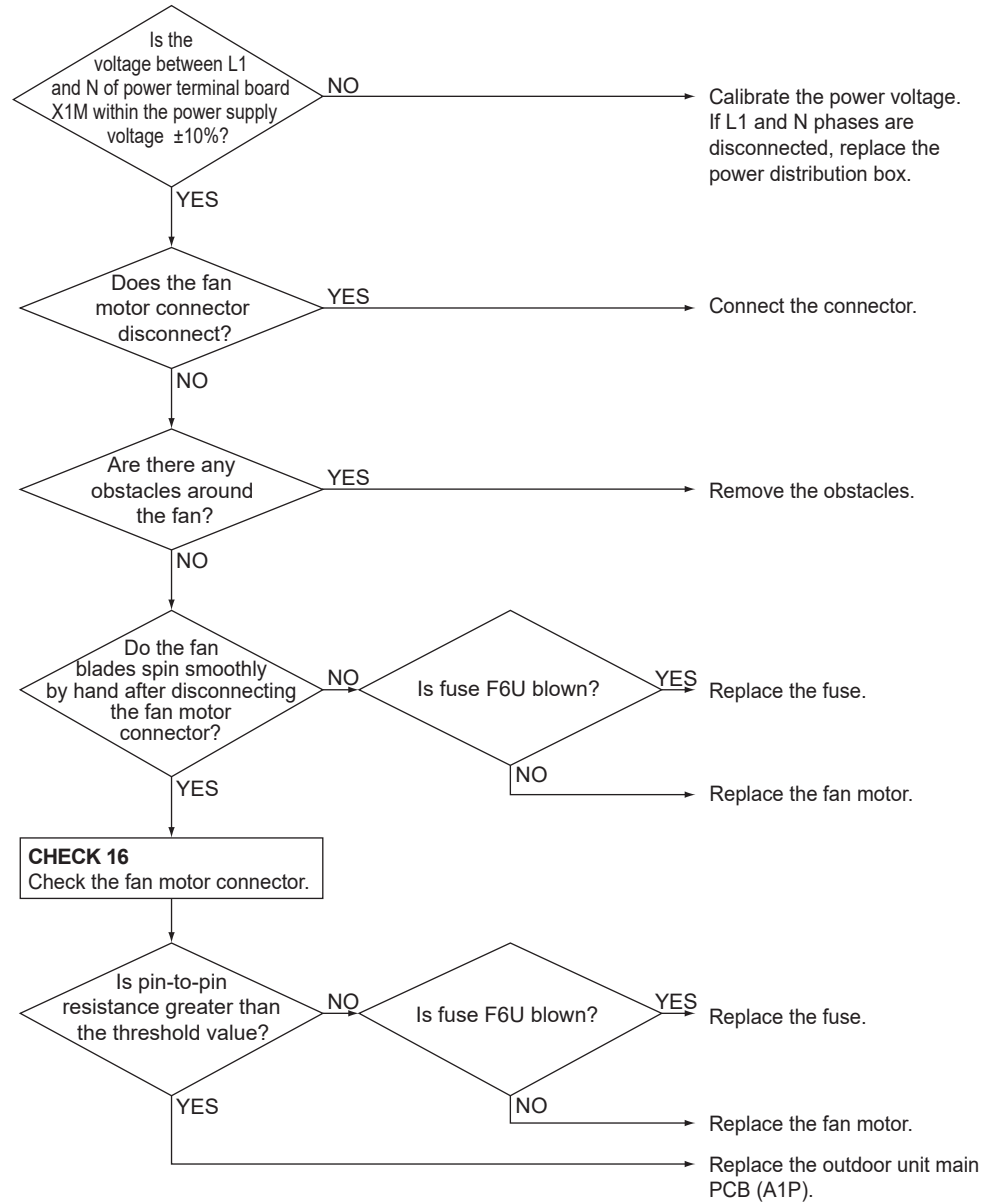 Is the
voltage between L1
and N of power terminal board
X1M within the power supply
voltage ±10%?
NO
Calibrate the power voltage.
If L1 and N phases are
disconnected, replace the
power distribution box.
YES
Does the fan
motor connector
disconnect?
YES
Connect the connector.
NO
Are there any
obstacles around
the fan?
YES
Remove the obstacles.
NO
Do the fan
blades spin smoothly
by hand after disconnecting
the fan motor
connector?
NO
Is fuse F6U blown?
YES
Replace the fuse.
NO
Replace the fan motor.
YES
CHECK 16
Check the fan motor connector.
Is pin-to-pin
resistance greater than
the threshold value?
NO
Is fuse F6U blown?
YES
Replace the fuse.
NO
Replace the fan motor.
YES
Replace the outdoor unit main
PCB (A1P).